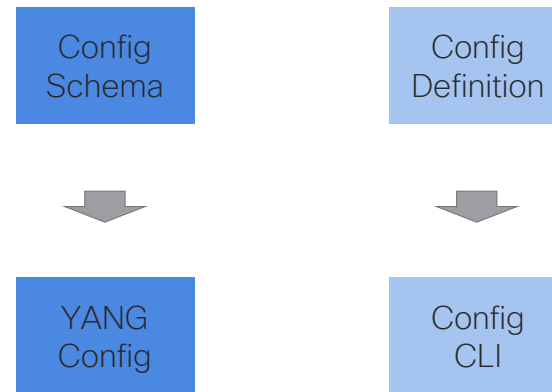 Config
Schema
Config
Definition
YANG
Config
Config
CLI